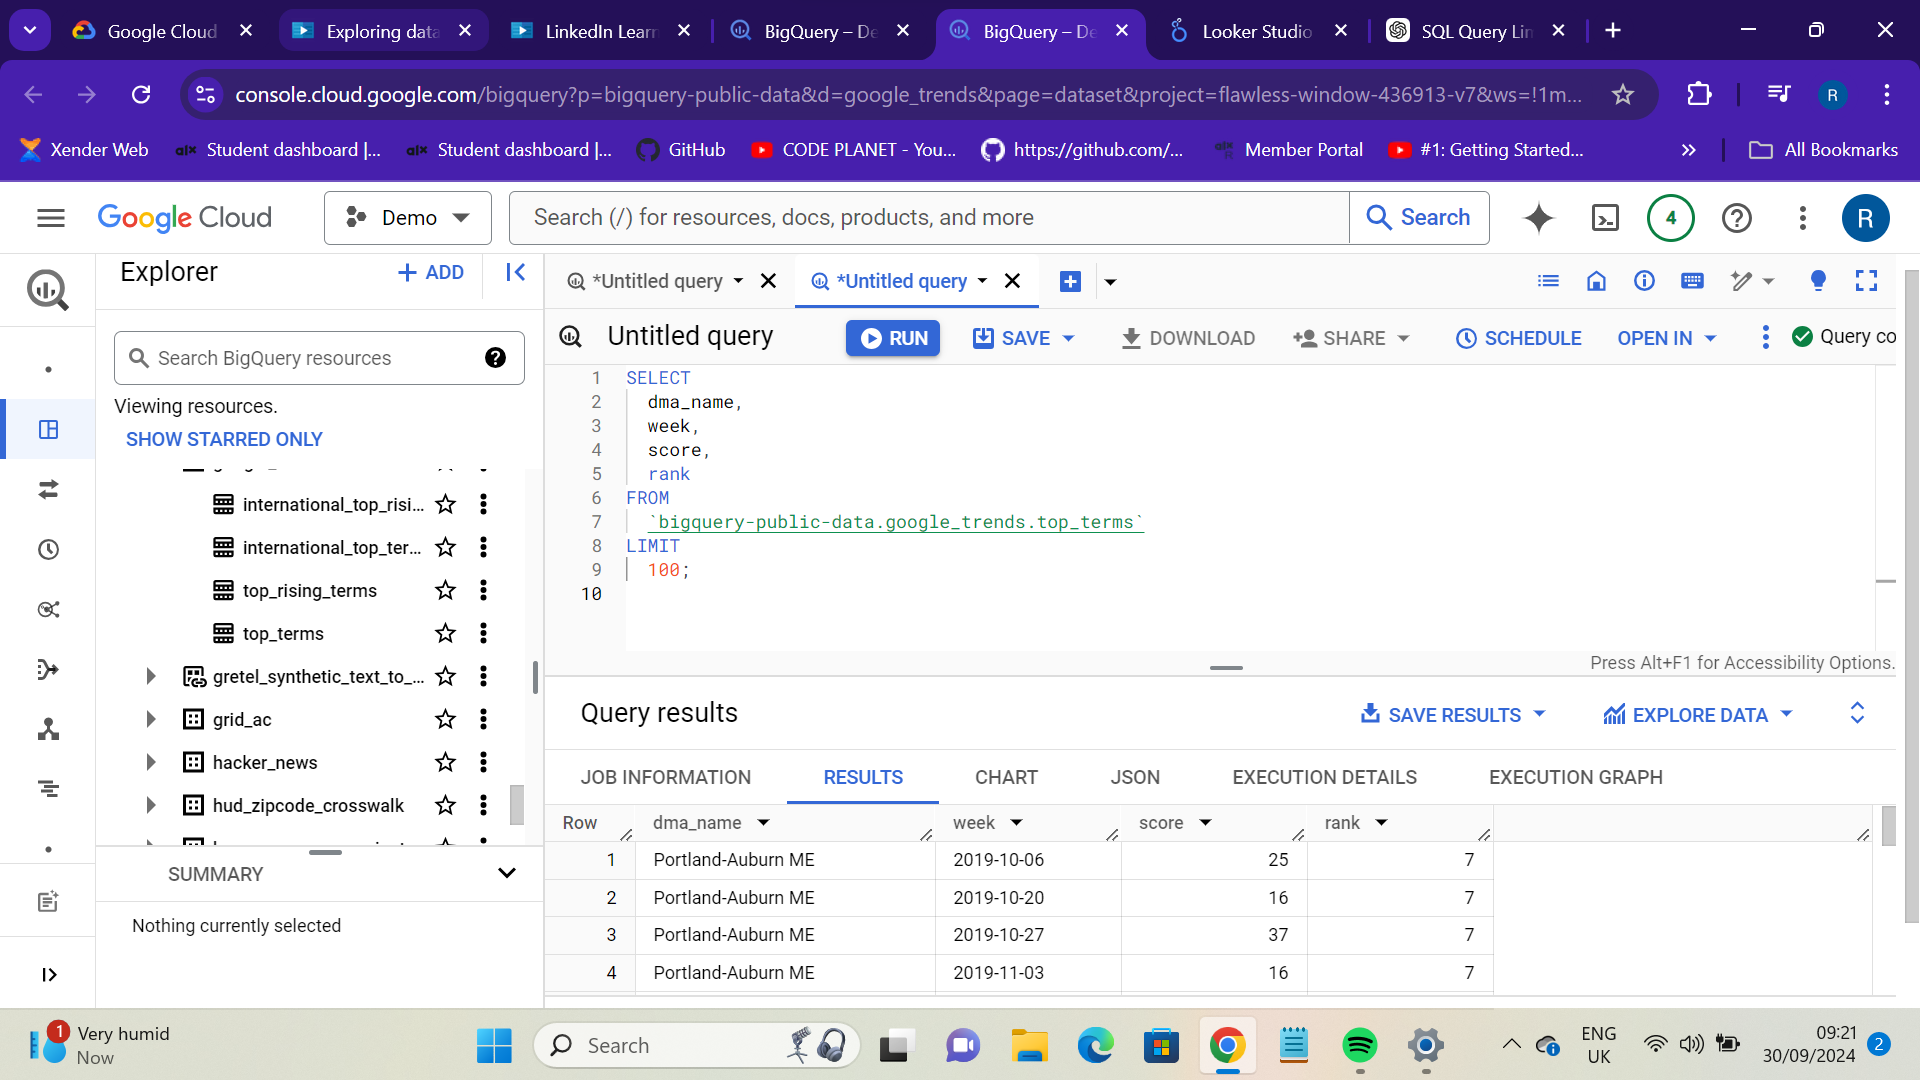 Google Cloud
Exploring data
LinkedIn Learn
BigQuery – De
BigQuery – De
Looker Studio
SQL Query Lim
console.cloud.google.com/bigquery?p=bigquery-public-data&d=google_trends&page=dataset&project=flawless-window-436913-v7&ws=!1m...
R
Xender Web
Student dashboard |...
Student dashboard |...
GitHub
CODE PLANET - You...
https://github.com/...
Member Portal
#1: Getting Started...
All Bookmarks
Google Cloud
Demo
Search (/) for resources, docs, products, and more
Search
4
R
Explorer
+ ADD
*Untitled query
*Untitled query
Search BigQuery resources
Untitled query
RUN
SAVE
DOWNLOAD
SHARE
SCHEDULE
OPEN IN
Query co
Viewing resources.
SHOW STARRED ONLY
international_top_risi...
international_top_ter...
top_rising_terms
top_terms
gretel_synthetic_text_to_...
grid_ac
hacker_news
hud_zipcode_crosswalk
SUMMARY
Nothing currently selected
1 SELECT
2 dma_name,
3 week,
4 score,
5 rank
6 FROM
7 `bigquery-public-data.google_trends.top_terms`
8 LIMIT
9 100;
10
Press Alt+F1 for Accessibility Options.
Query results
SAVE RESULTS
EXPLORE DATA
JOB INFORMATION
RESULTS
CHART
JSON
EXECUTION DETAILS
EXECUTION GRAPH
Row dma_name week score rank
1 Portland-Auburn ME 2019-10-06 25 7
2 Portland-Auburn ME 2019-10-20 16 7
3 Portland-Auburn ME 2019-10-27 37 7
4 Portland-Auburn ME 2019-11-03 16 7
1
Very humid
Now
Search
ENG
UK
09:21
30/09/2024
2